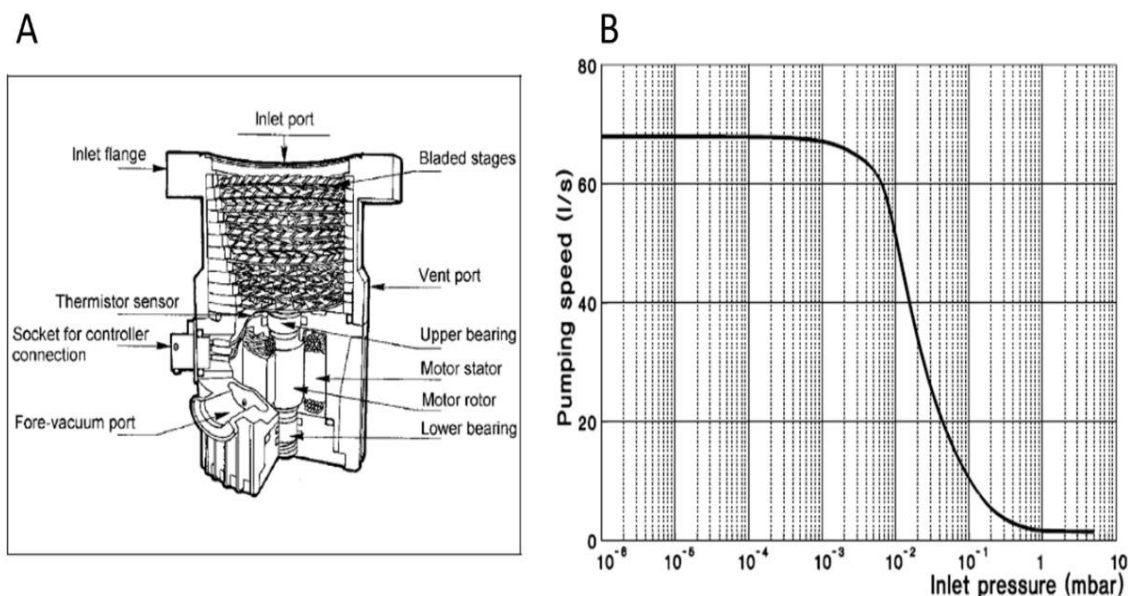 A
Inlet port
Inlet flange
Bladed stages
Vent port
Thermistor sensor
Socket for controller
connection
Upper bearing
Motor stator
Motor rotor
Fore-vacuum port
Lower bearing
B
80
60
40
20
0
Pumping speed (l/s)
10⁻⁶ 10⁻⁵ 10⁻⁴ 10⁻³ 10⁻² 10⁻¹ 1 10
Inlet pressure (mbar)